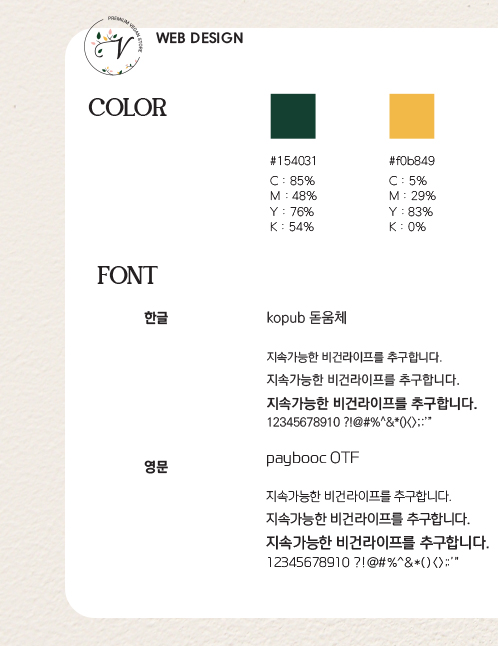 PREMIUM VEGAN STORE
V
WEB DESIGN
COLOR
#154031
C : 85%
M : 48%
Y : 76%
K : 54%
#f0b849
C : 5%
M : 29%
Y : 83%
K : 0%
FONT
한글
kopub 돋움체
지속가능한 비건라이프를 추구합니다.
지속가능한 비건라이프를 추구합니다.
지속가능한 비건라이프를 추구합니다.
12345678910 ?!@#%^&*()<>;:'"
영문
paybooc OTF
지속가능한 비건라이프를 추구합니다.
지속가능한 비건라이프를 추구합니다.
지속가능한 비건라이프를 추구합니다.
12345678910 ?!@#%^&*()<>;:'"